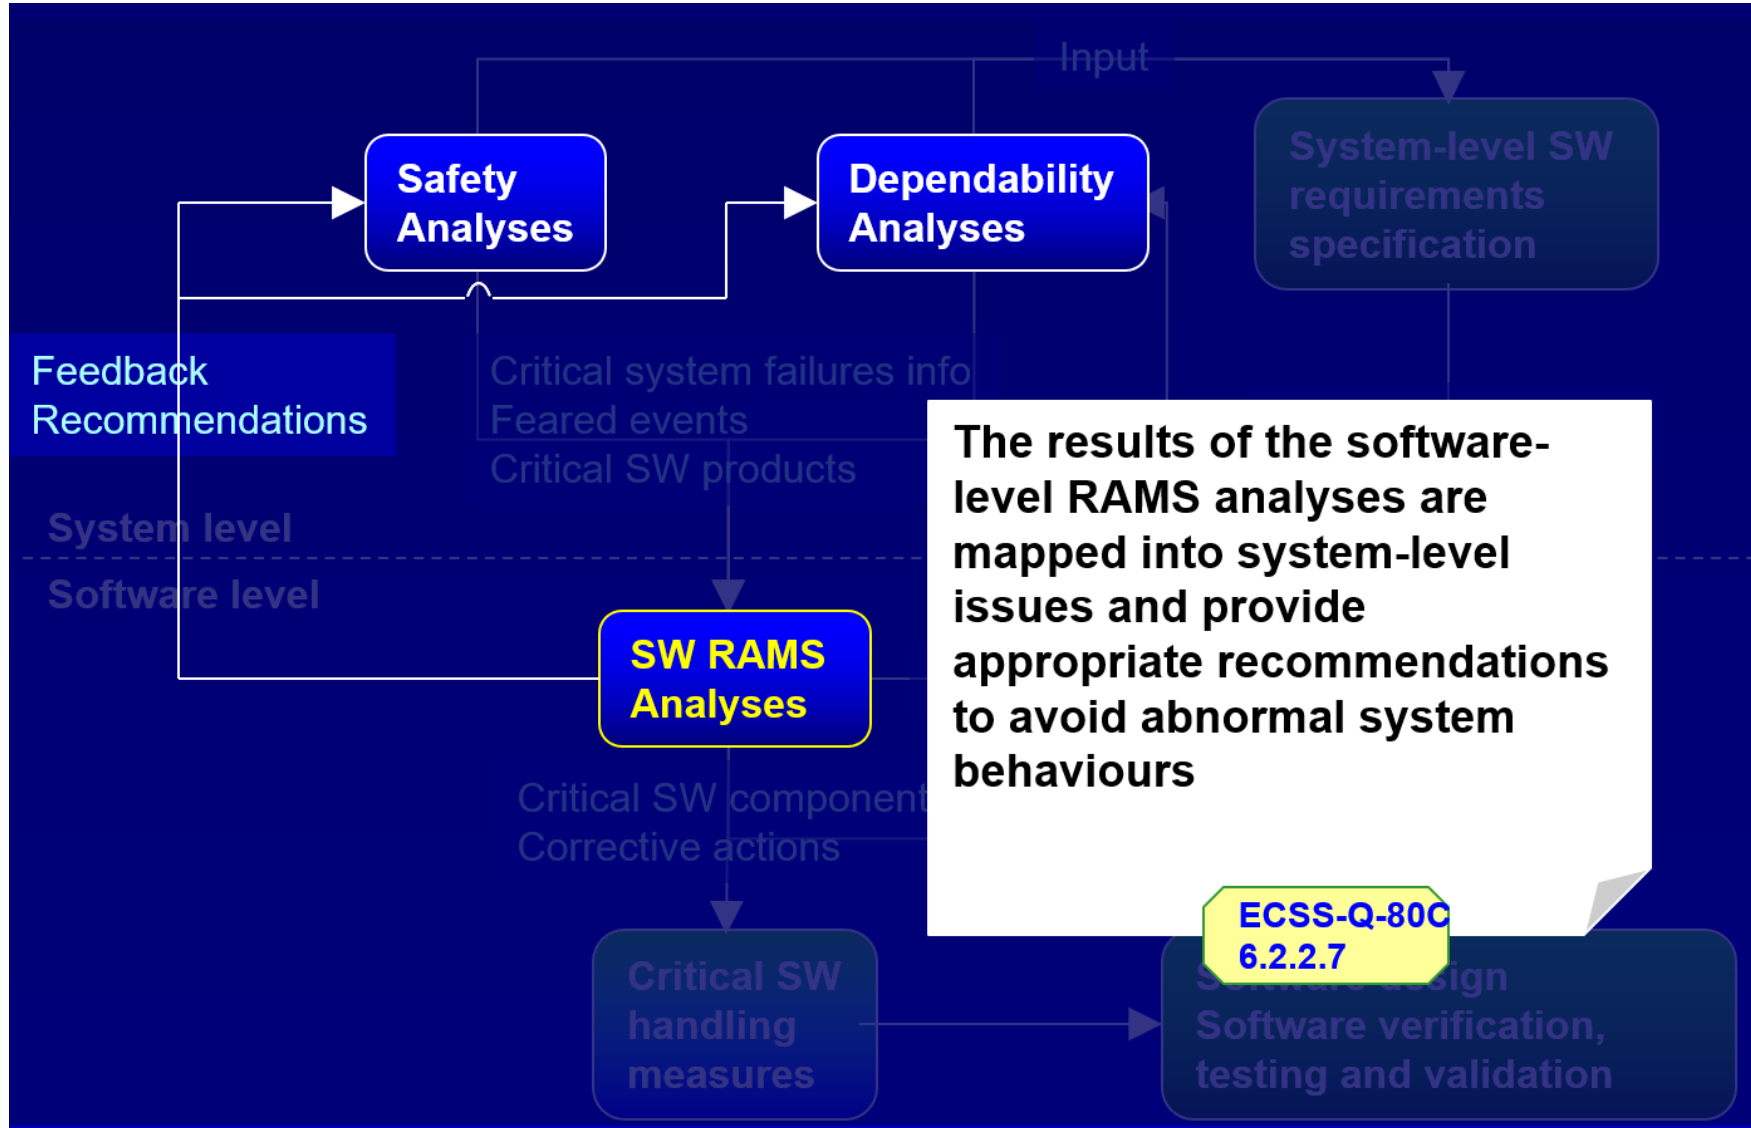 Input
Safety
Analyses
Dependability
Analyses
System-level SW
requirements
specification
Feedback
Recommendations
Critical system failures info
Feared events
Critical SW products
System level
Software level
The results of the software-
level RAMS analyses are
mapped into system-level
issues and provide
appropriate recommendations
to avoid abnormal system
behaviours
SW RAMS
Analyses
Critical SW component
Corrective actions
ECSS-Q-80C
6.2.2.7
Critical SW
handling
measures
Software design
Software verification,
testing and validation